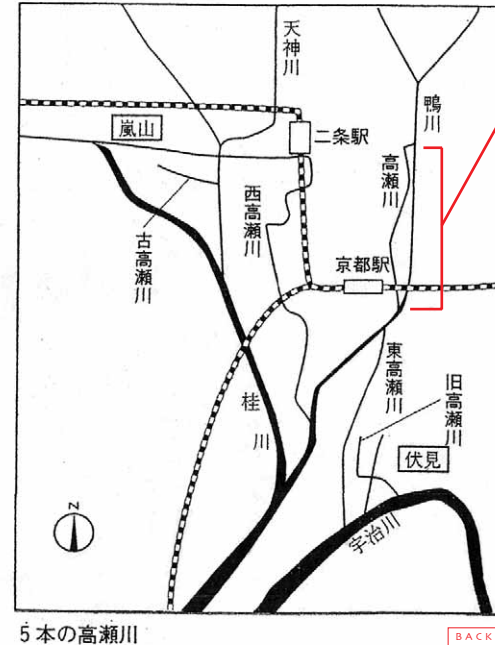 天神川
鴨川
嵐山
二条駅
高瀬川
西高瀬川
古高瀬川
京都駅
東高瀬川
旧高瀬川
桂川
伏見
宇治川
N
5本の高瀬川
BACK